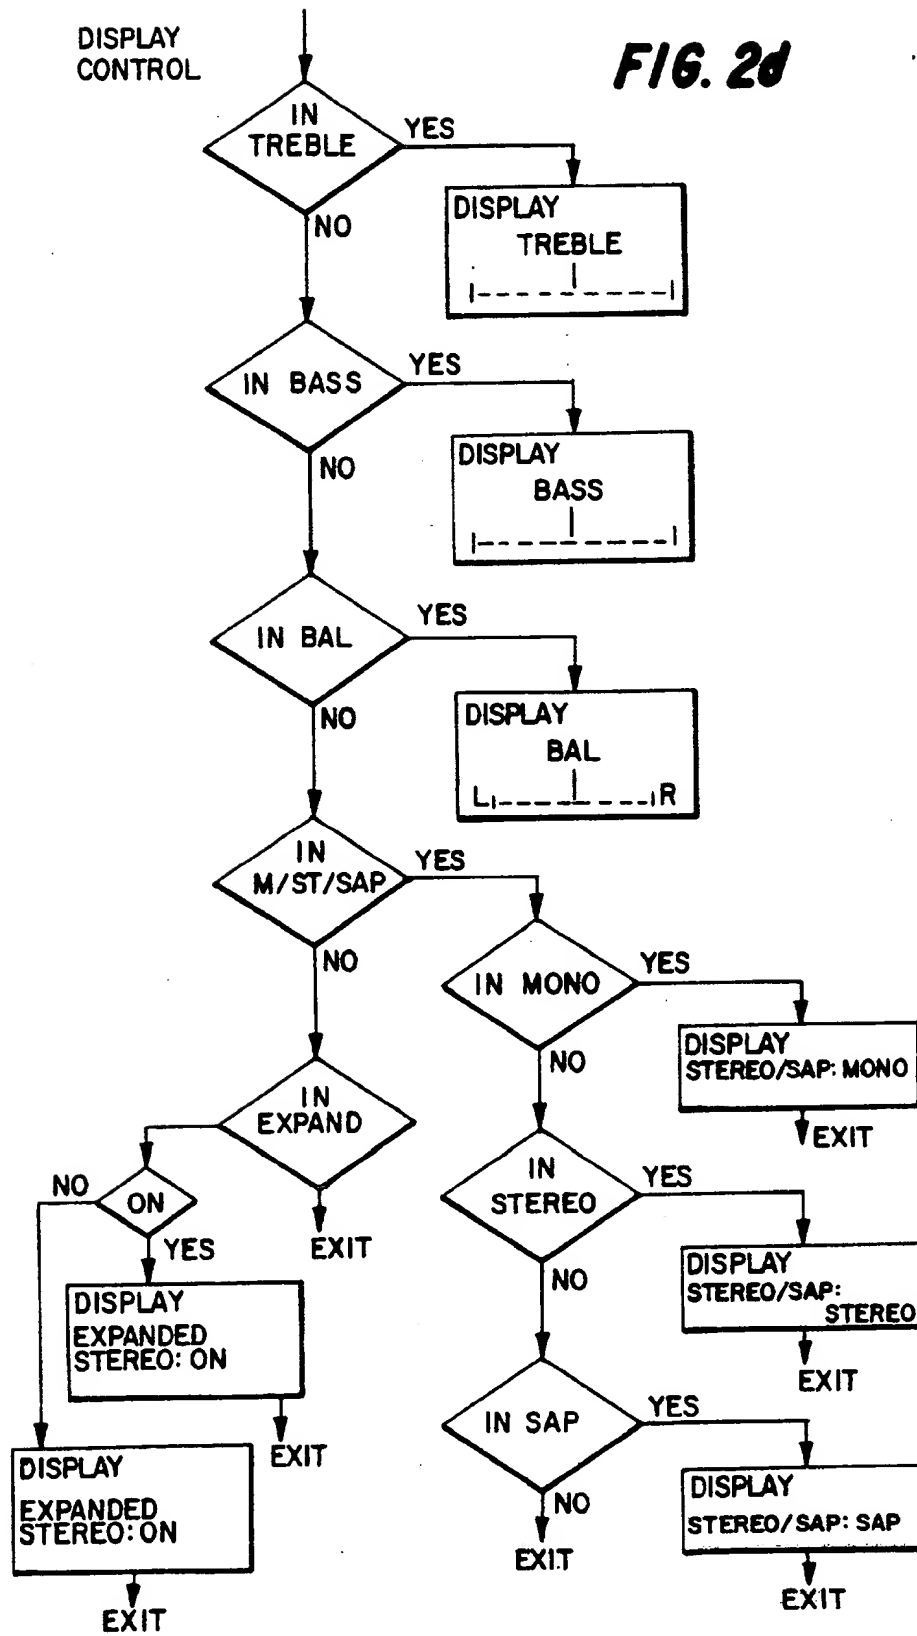 DISPLAY
CONTROL
FIG. 2d
IN
TREBLE
YES
NO
DISPLAY
TREBLE
IN BASS
YES
NO
DISPLAY
BASS
IN BAL
YES
NO
DISPLAY
BAL
L R
IN
M/ST/SAP
YES
NO
IN MONO
YES
NO
DISPLAY
STEREO/SAP: MONO
EXIT
IN
EXPAND
EXIT
NO
ON
YES
DISPLAY
EXPANDED
STEREO: ON
EXIT
DISPLAY
EXPANDED
STEREO: ON
EXIT
IN
STEREO
YES
NO
DISPLAY
STEREO/SAP:
STEREO
EXIT
IN SAP
YES
NO
EXIT
DISPLAY
STEREO/SAP: SAP
EXIT